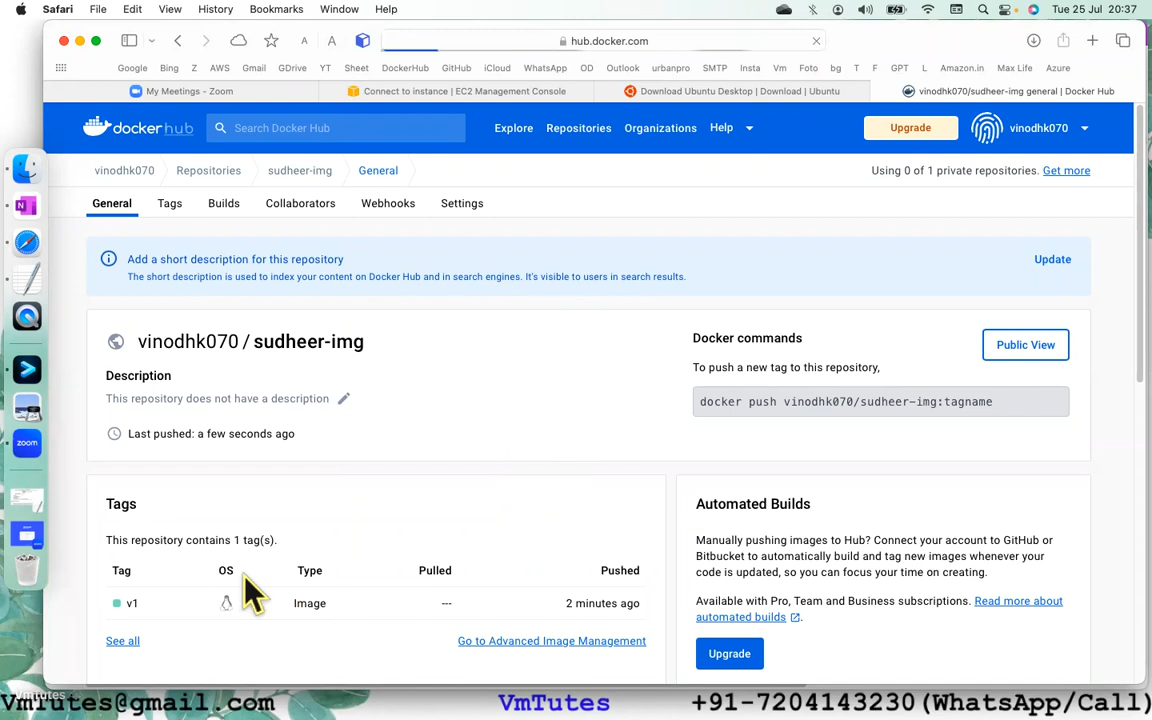 Safari File Edit View History Bookmarks Window Help Tue 25 Jul 20:37
A A hub.docker.com
Google Bing Z AWS Gmail GDrive YT Sheet DockerHub GitHub iCloud WhatsApp OD Outlook urbanpro SMTP Insta Vm Foto bg T F GPT L Amazon.in Max Life Azure
My Meetings - Zoom Connect to instance | EC2 Management Console Download Ubuntu Desktop | Download | Ubuntu vinodhk070/sudheer-img general | Docker Hub
dockerhub Search Docker Hub Explore Repositories Organizations Help Upgrade vinodhk070
vinodhk070 Repositories sudheer-img General Using 0 of 1 private repositories. Get more
General Tags Builds Collaborators Webhooks Settings
Add a short description for this repository Update
The short description is used to index your content on Docker Hub and in search engines. It's visible to users in search results.
vinodhk070 / sudheer-img
Description
This repository does not have a description
Last pushed: a few seconds ago
Docker commands Public View
To push a new tag to this repository,
docker push vinodhk070/sudheer-img:tagname
Tags
This repository contains 1 tag(s).
Tag OS Type Pulled Pushed
v1 Image --- 2 minutes ago
See all Go to Advanced Image Management
Automated Builds
Manually pushing images to Hub? Connect your account to GitHub or
Bitbucket to automatically build and tag new images whenever your
code is updated, so you can focus your time on creating.
Available with Pro, Team and Business subscriptions. Read more about
automated builds .
Upgrade
zoom
VmTutes
VmTutes@gmail.com VmTutes +91-7204143230(WhatsApp/Call)